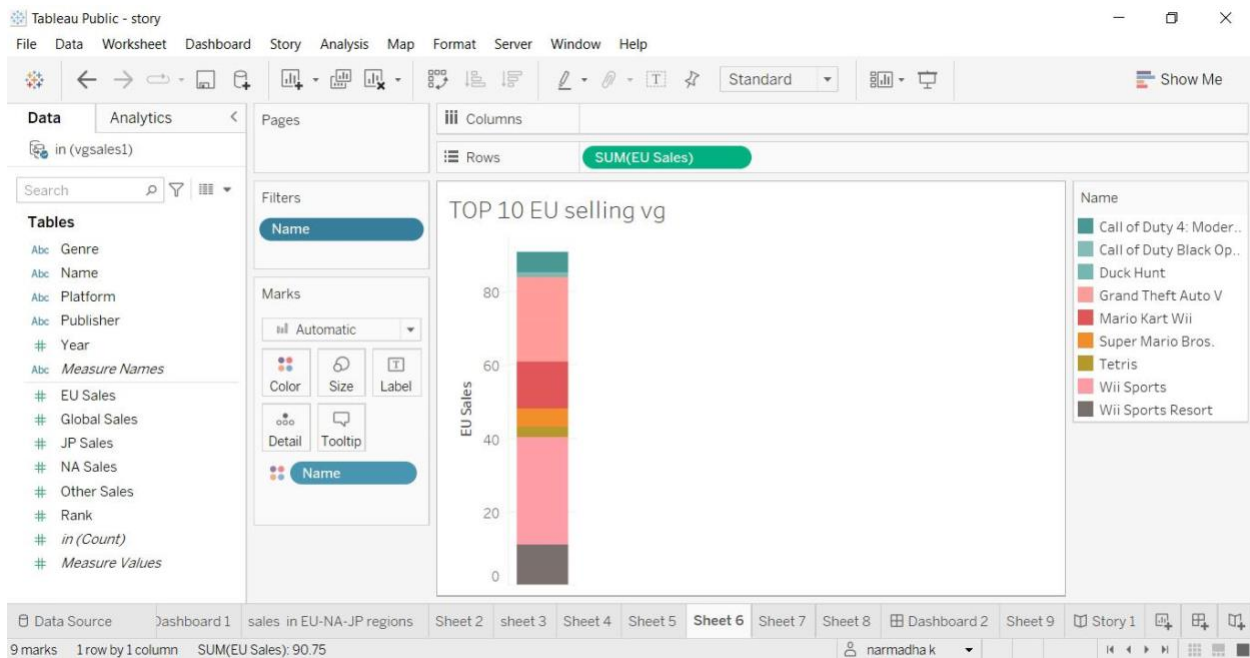 Tableau Public - story
File Data Worksheet Dashboard Story Analysis Map Format Server Window Help
Standard
Show Me
Data Analytics
in (vgsales1)
Search
Tables
Abc Genre
Abc Name
Abc Platform
Abc Publisher
# Year
Abc Measure Names
# EU Sales
# Global Sales
# JP Sales
# NA Sales
# Other Sales
# Rank
# in (Count)
# Measure Values
Pages
Filters
Name
Marks
Automatic
Color Size Label
Detail Tooltip
Name
Columns
Rows SUM(EU Sales)
TOP 10 EU selling vg
EU Sales
80
60
40
20
0
Name
Call of Duty 4: Moder..
Call of Duty Black Op..
Duck Hunt
Grand Theft Auto V
Mario Kart Wii
Super Mario Bros.
Tetris
Wii Sports
Wii Sports Resort
Data Source Dashboard 1 sales in EU-NA-JP regions Sheet 2 sheet 3 Sheet 4 Sheet 5 Sheet 6 Sheet 7 Sheet 8 Dashboard 2 Sheet 9 Story 1
9 marks 1 row by 1 column SUM(EU Sales): 90.75 narmadha k